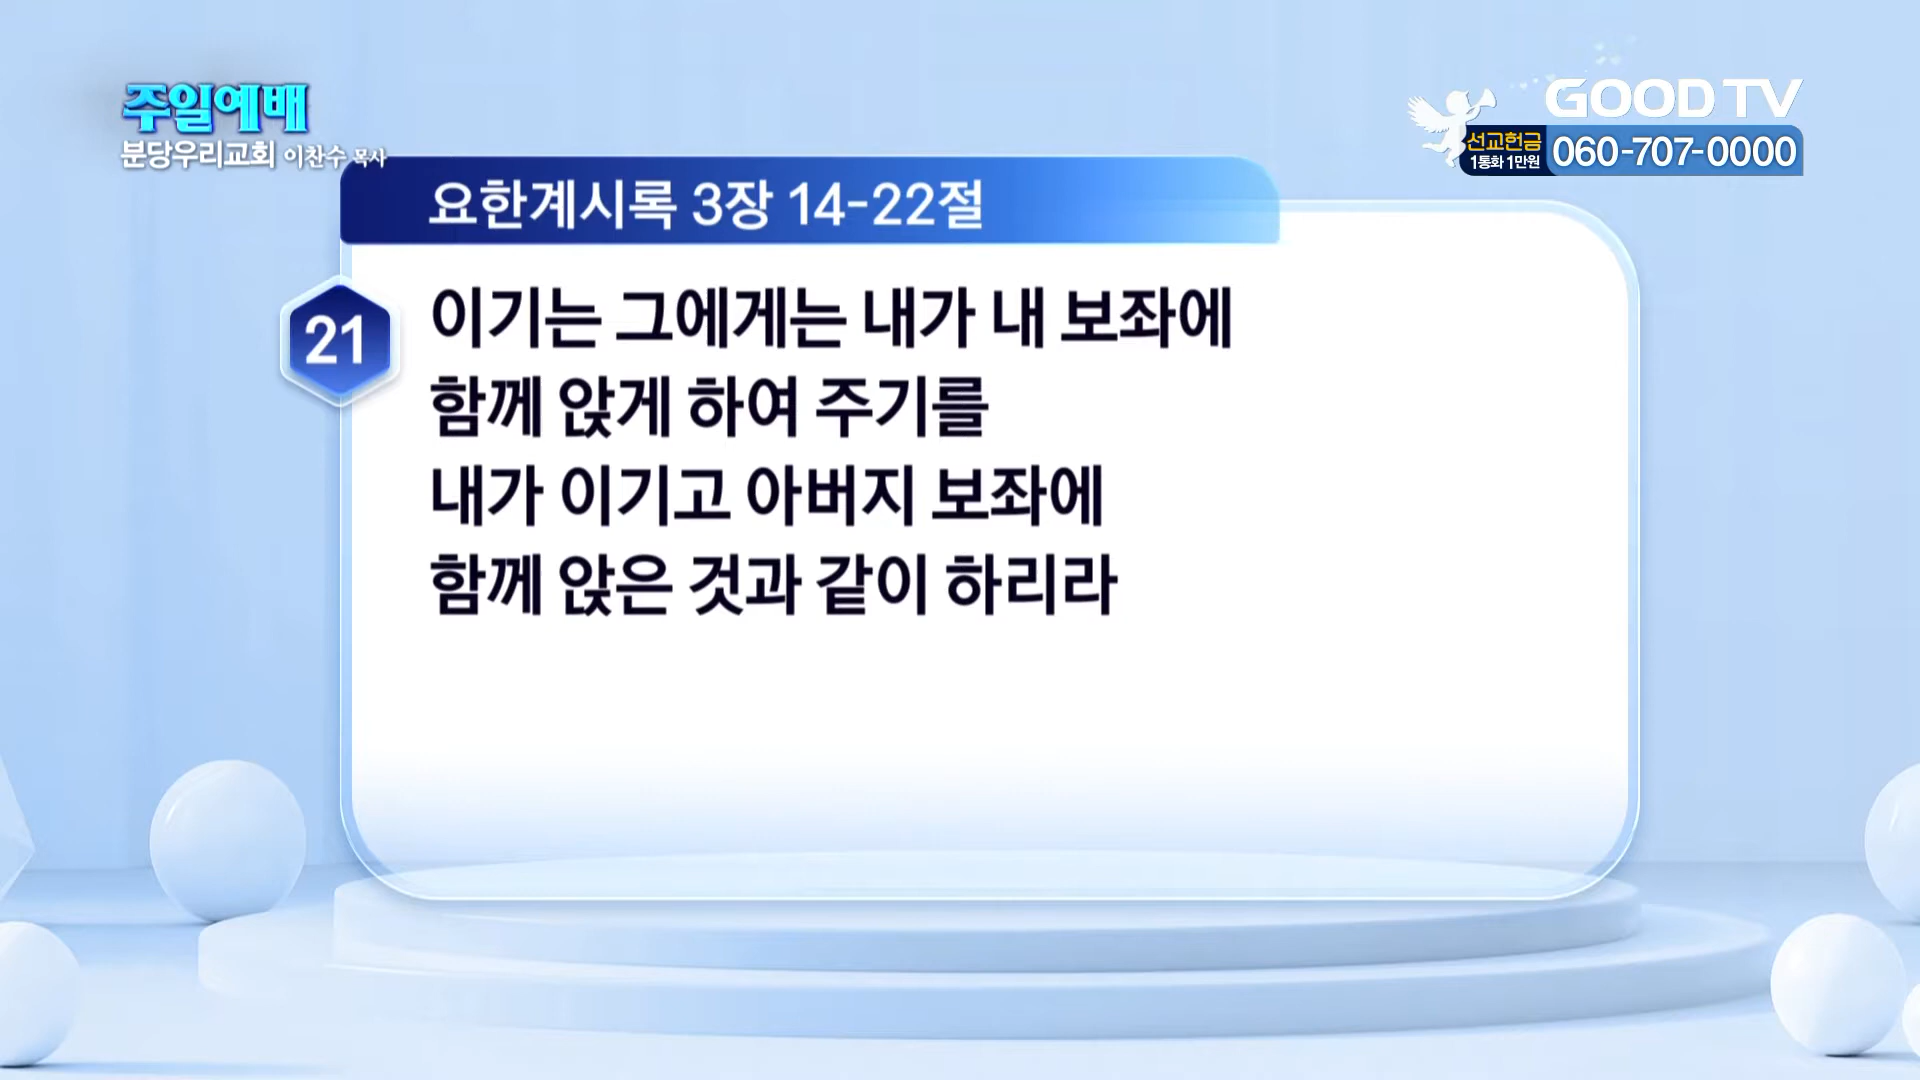 주일예배
분당우리교회 이찬수 목사
GOOD TV
선교헌금
1통화 1만원
060-707-0000
요한계시록 3장 14-22절
21
이기는 그에게는 내가 내 보좌에
함께 앉게 하여 주기를
내가 이기고 아버지 보좌에
함께 앉은 것과 같이 하리라